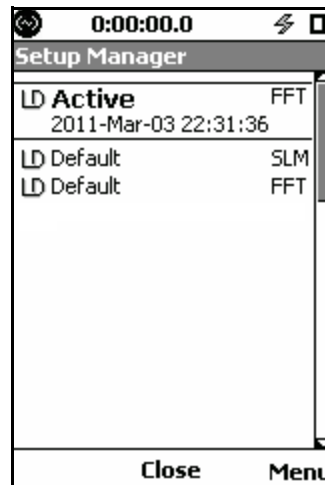 0:00:00.0
Setup Manager
LD Active FFT
2011-Mar-03 22:31:36
LD Default SLM
LD Default FFT
Close Menu